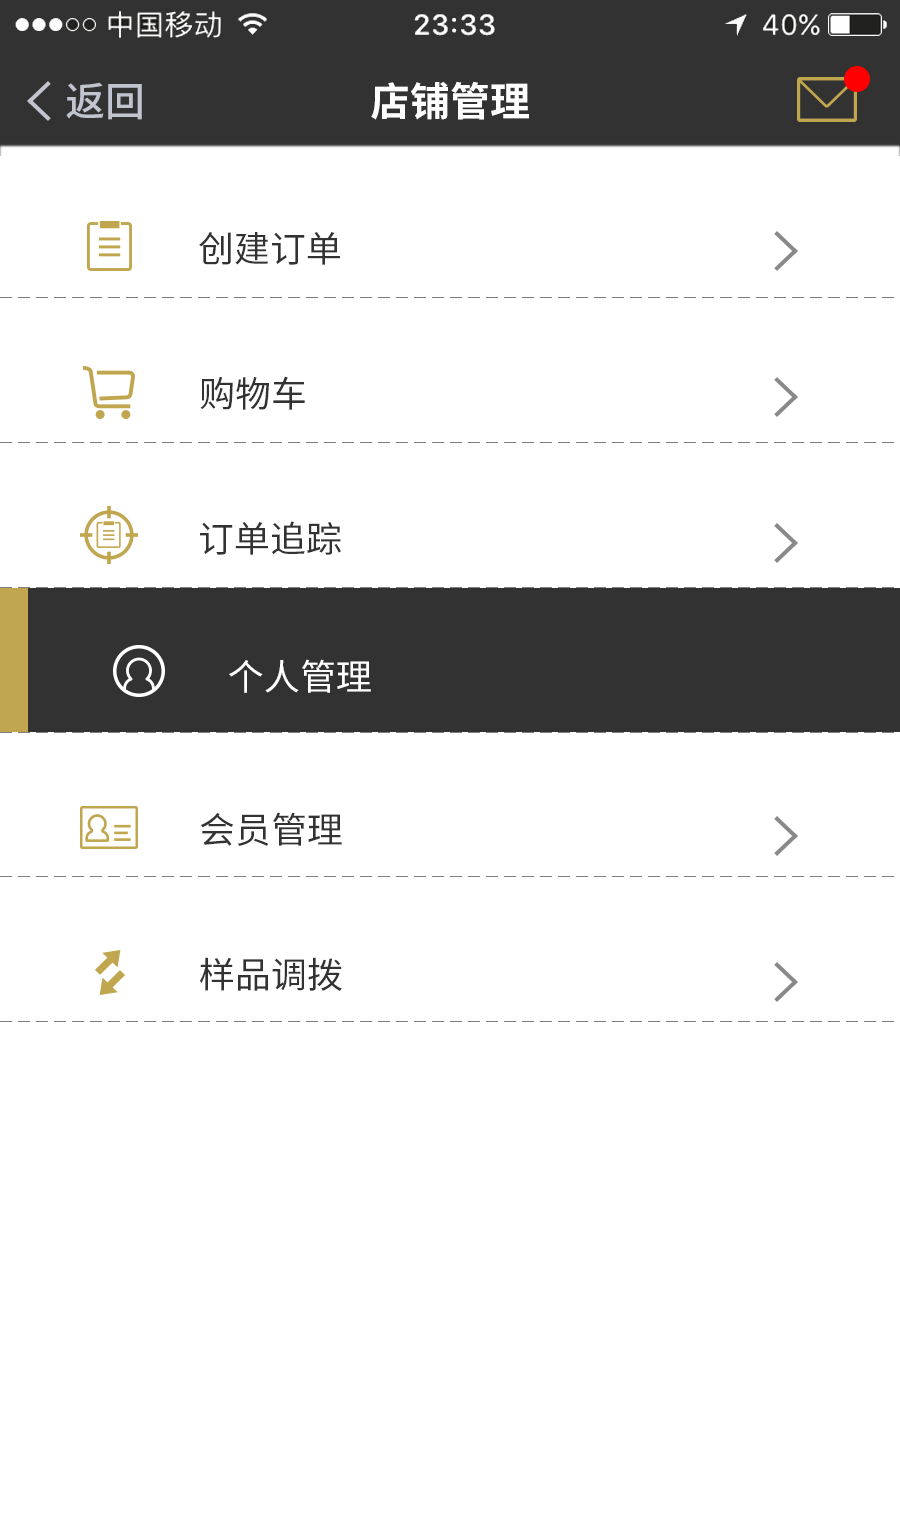 中国移动 23:33 40%
返回 店铺管理
创建订单
购物车
订单追踪
个人管理
会员管理
样品调拨